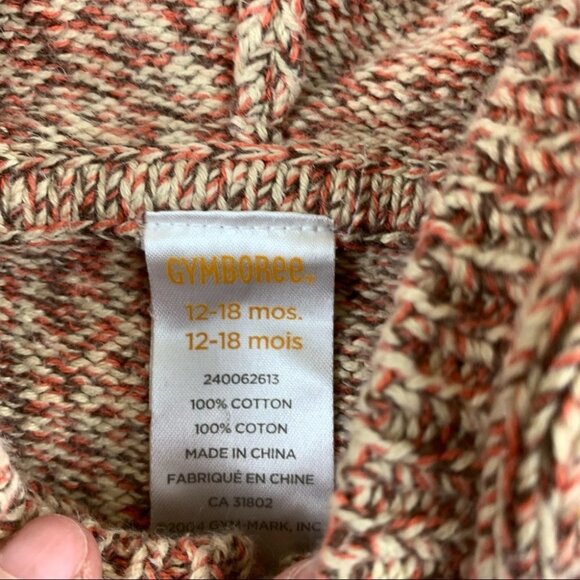 GYMBOREE®
12-18 mos.
12-18 mois
240062613
100% COTTON
100% COTON
MADE IN CHINA
FABRIQUÉ EN CHINE
CA 31802
©2004 GYM-MARK, INC